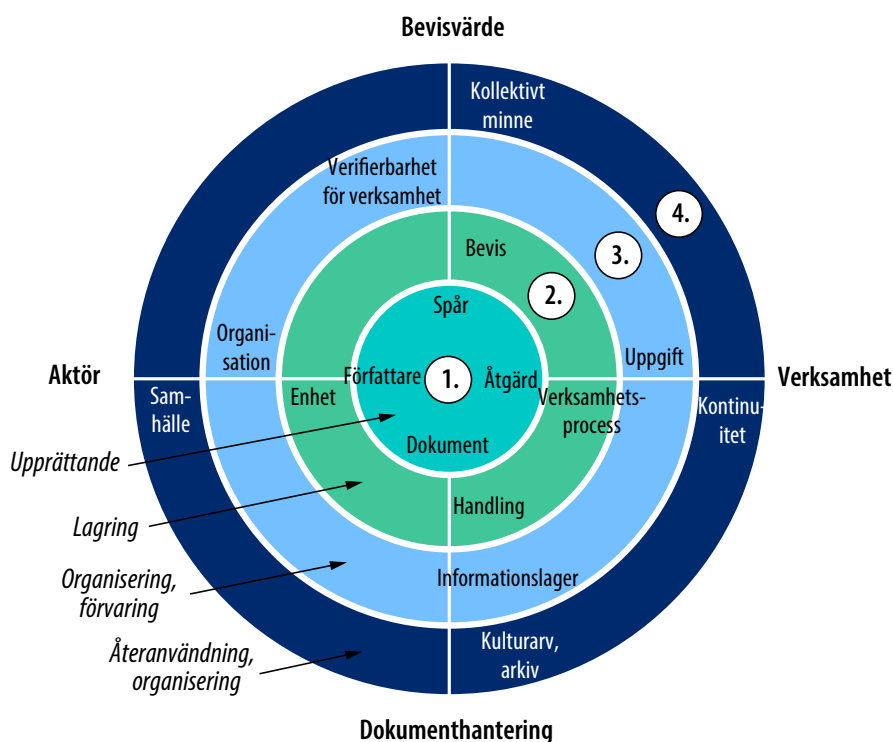 Bevisvärde
Kollektivt
minne
Verifierbarhet
för verksamhet
4.
3.
Bevis
2.
Spår
Organi-
sation
Uppgift
Aktör
Författare
1.
Åtgärd
Verksamhet
Sam-
hälle
Enhet
Verksamhets-
process
Kontinu-
itet
Dokument
Upprättande
Handling
Lagring
Organisering,
förvaring
Informationslager
Återanvändning,
organisering
Kulturarv,
arkiv
Dokumenthantering